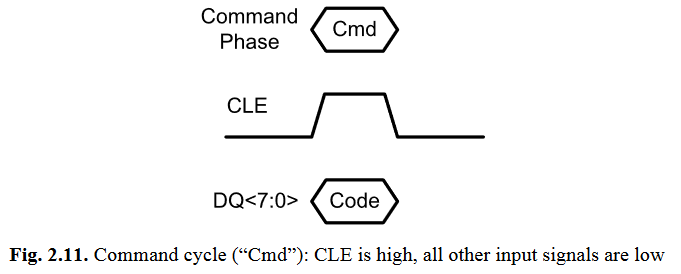 Command
Phase
Cmd
CLE
DQ<7:0>
Code
Fig. 2.11. Command cycle (“Cmd”): CLE is high, all other input signals are low